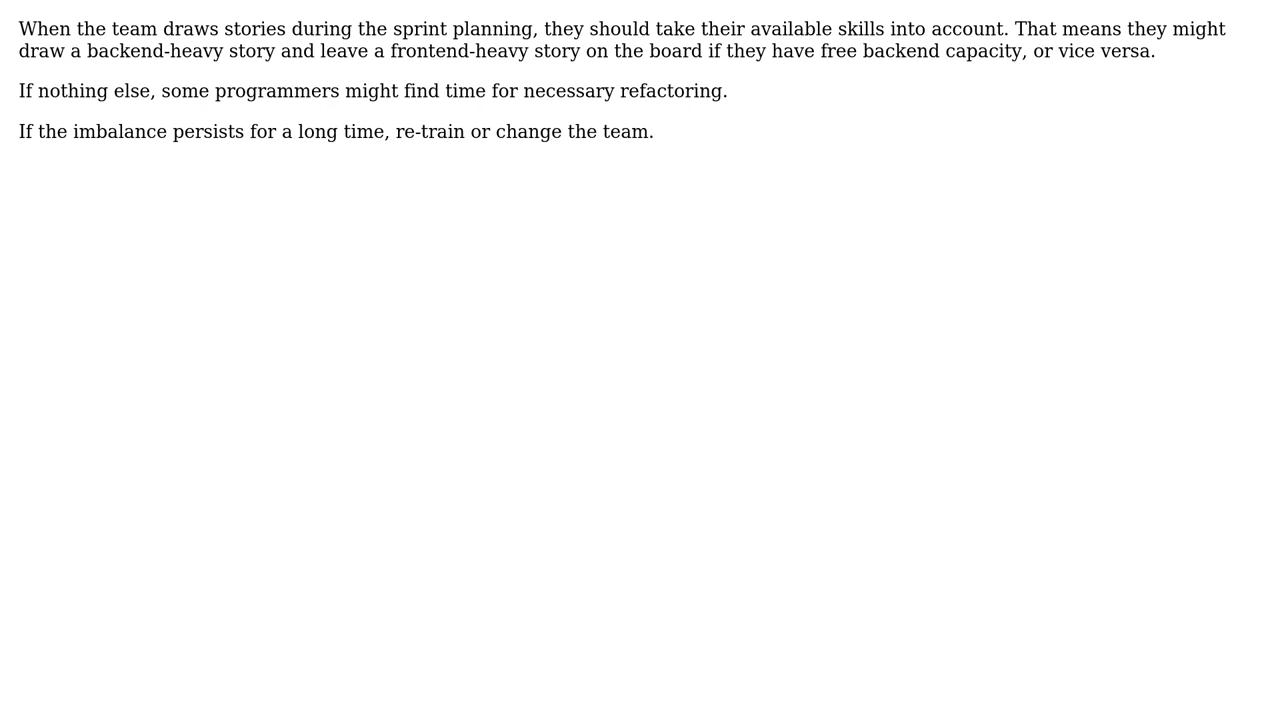 When the team draws stories during the sprint planning, they should take their available skills into account. That means they might
draw a backend-heavy story and leave a frontend-heavy story on the board if they have free backend capacity, or vice versa.
If nothing else, some programmers might find time for necessary refactoring.
If the imbalance persists for a long time, re-train or change the team.